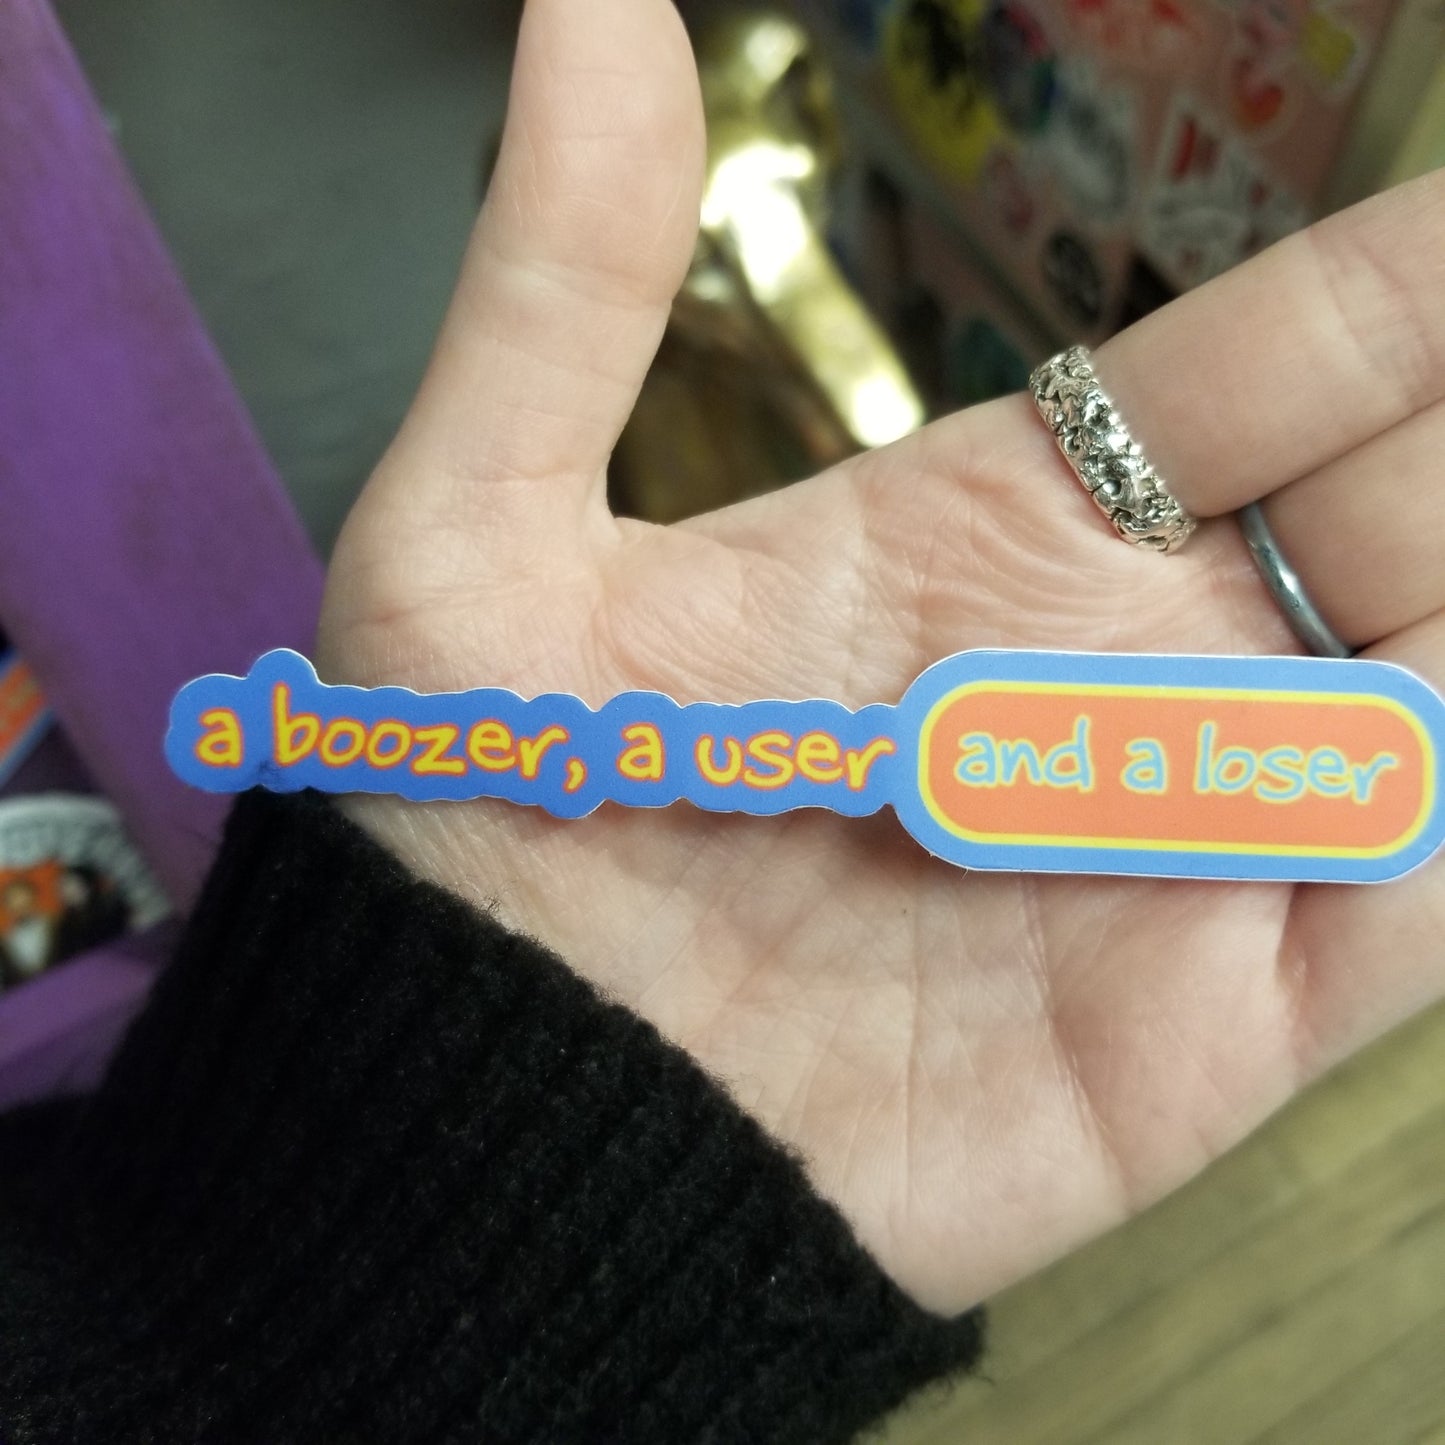 a boozer, a user and a loser